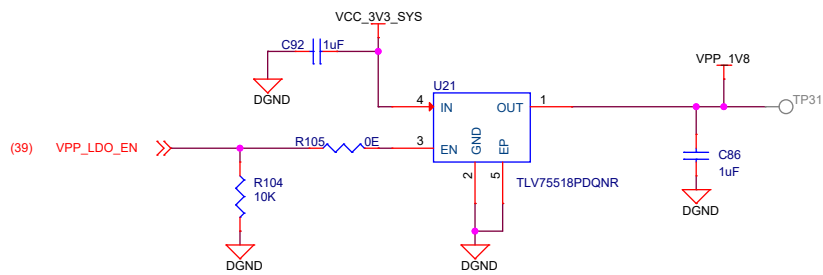 VCC_3V3_SYS
C92 1uF
VPP_1V8
U21
DGND
TP31
4 IN OUT 1
(39) VPP_LDO_EN
R105 0E 3 EN
GND EP
2 5
C86
1uF
R104
10K
TLV75518PDQNR
DGND
DGND
DGND